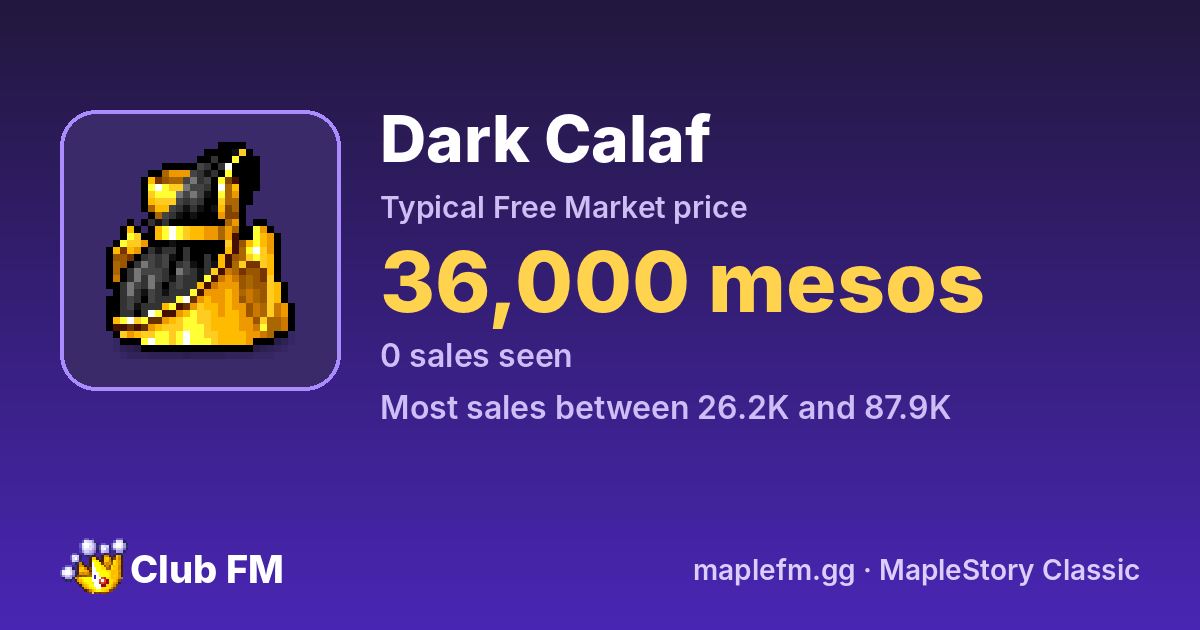 Dark Calaf
Typical Free Market price
36,000 mesos
0 sales seen
Most sales between 26.2K and 87.9K
Club FM
maplefm.gg · MapleStory Classic